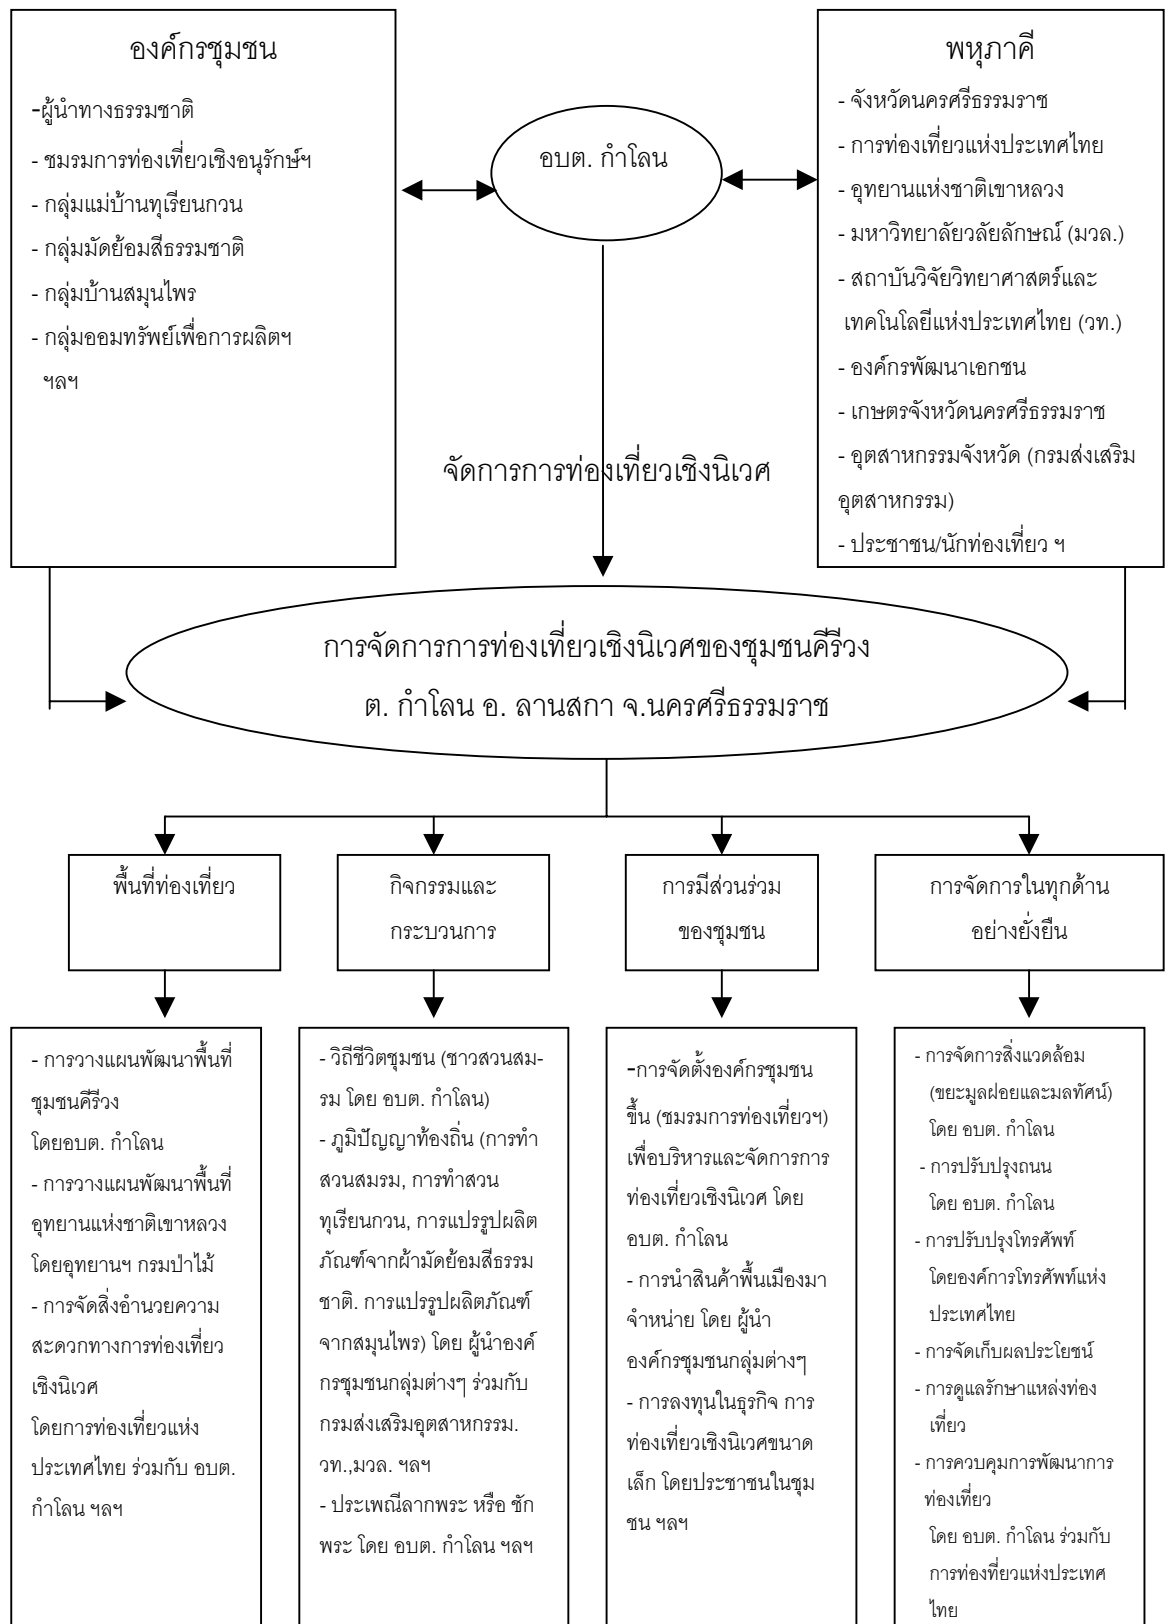 องค์กรชุมชน
-ผู้นำทางธรรมชาติ
- ชมรมการท่องเที่ยวเชิงอนุรักษ์ฯ
- กลุ่มแม่บ้านทุเรียนกวน
- กลุ่มมัดย้อมสีธรรมชาติ
- กลุ่มบ้านสมุนไพร
- กลุ่มออมทรัพย์เพื่อการผลิตฯ
ฯลฯ
อบต. กำโลน
พหุภาคี
- จังหวัดนครศรีธรรมราช
- การท่องเที่ยวแห่งประเทศไทย
- อุทยานแห่งชาติเขาหลวง
- มหาวิทยาลัยวลัยลักษณ์ (มวล.)
- สถาบันวิจัยวิทยาศาสตร์และ
เทคโนโลยีแห่งประเทศไทย (วท.)
- องค์กรพัฒนาเอกชน
- เกษตรจังหวัดนครศรีธรรมราช
- อุตสาหกรรมจังหวัด (กรมส่งเสริม
อุตสาหกรรม)
- ประชาชน/นักท่องเที่ยว ฯ
จัดการการท่องเที่ยวเชิงนิเวศ
การจัดการการท่องเที่ยวเชิงนิเวศของชุมชนคีรีวง
ต. กำโลน อ. ลานสกา จ.นครศรีธรรมราช
พื้นที่ท่องเที่ยว
กิจกรรมและ
กระบวนการ
การมีส่วนร่วม
ของชุมชน
การจัดการในทุกด้าน
อย่างยั่งยืน
- การวางแผนพัฒนาพื้นที่
ชุมชนคีรีวง
โดยอบต. กำโลน
- การวางแผนพัฒนาพื้นที่
อุทยานแห่งชาติเขาหลวง
โดยอุทยานฯ กรมป่าไม้
- การจัดสิ่งอำนวยความ
สะดวกทางการท่องเที่ยว
เชิงนิเวศ
โดยการท่องเที่ยวแห่ง
ประเทศไทย ร่วมกับ อบต.
กำโลน ฯลฯ
- วิถีชีวิตชุมชน (ชาวสวนสม-
รม โดย อบต. กำโลน)
- ภูมิปัญญาท้องถิ่น (การทำ
สวนสมรม, การทำสวน
ทุเรียนกวน, การแปรรูปผลิต
ภัณฑ์จากผ้ามัดย้อมสีธรรม
ชาติ. การแปรรูปผลิตภัณฑ์
จากสมุนไพร) โดย ผู้นำองค์
กรชุมชนกลุ่มต่างๆ ร่วมกับ
กรมส่งเสริมอุตสาหกรรม.
วท.,มวล. ฯลฯ
- ประเพณีลากพระ หรือ ชัก
พระ โดย อบต. กำโลน ฯลฯ
-การจัดตั้งองค์กรชุมชน
ขึ้น (ชมรมการท่องเที่ยวฯ)
เพื่อบริหารและจัดการการ
ท่องเที่ยวเชิงนิเวศ โดย
อบต. กำโลน
- การนำสินค้าพื้นเมืองมา
จำหน่าย โดย ผู้นำ
องค์กรชุมชนกลุ่มต่างๆ
- การลงทุนในธุรกิจ การ
ท่องเที่ยวเชิงนิเวศขนาด
เล็ก โดยประชาชนในชุม
ชน ฯลฯ
- การจัดการสิ่งแวดล้อม
(ขยะมูลฝอยและมลทัศน์)
โดย อบต. กำโลน
- การปรับปรุงถนน
โดย อบต. กำโลน
- การปรับปรุงโทรศัพท์
โดยองค์การโทรศัพท์แห่ง
ประเทศไทย
- การจัดเก็บผลประโยชน์
- การดูแลรักษาแหล่งท่อง
เที่ยว
- การควบคุมการพัฒนาการ
ท่องเที่ยว
โดย อบต. กำโลน ร่วมกับ
การท่องที่ยวแห่งประเทศ
ไทย